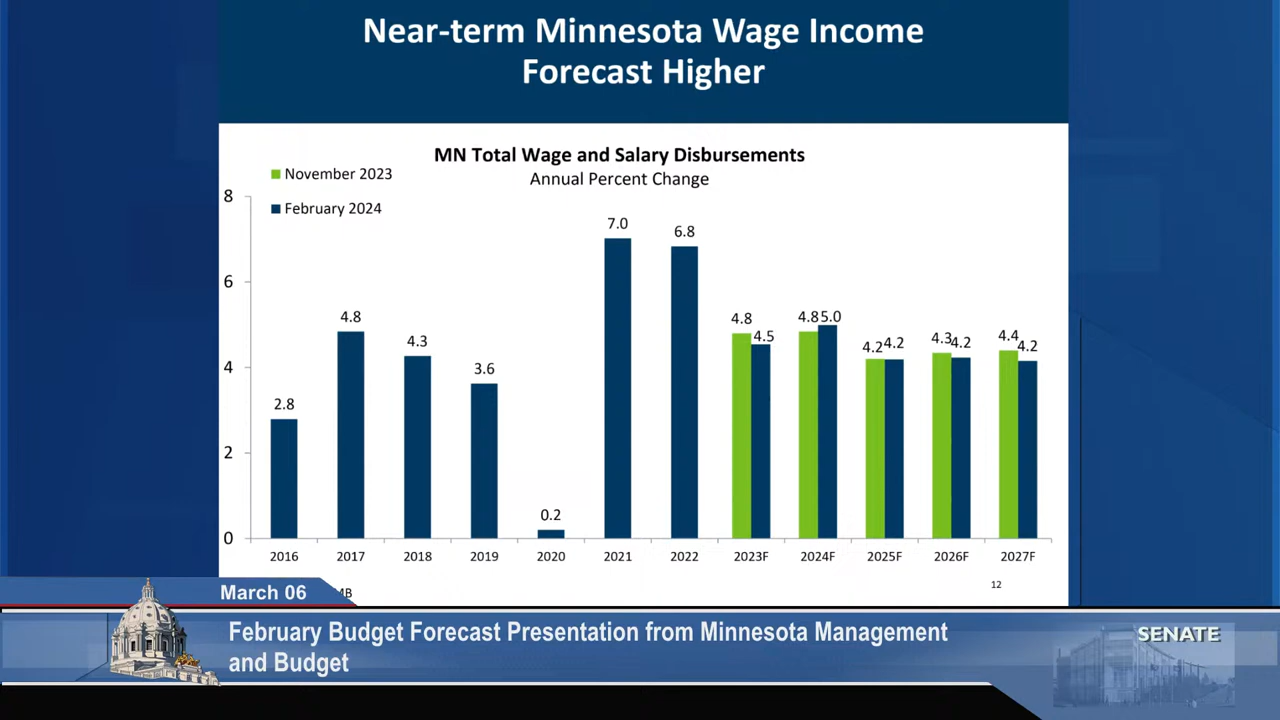 Near-term Minnesota Wage Income
Forecast Higher
MN Total Wage and Salary Disbursements
Annual Percent Change
November 2023
February 2024
8
6
4
2
0
2.8
4.8
4.3
3.6
0.2
7.0
6.8
4.8
4.5
4.8
5.0
4.2
4.2
4.3
4.2
4.4
4.2
2016
2017
2018
2019
2020
2021
2022
2023F
2024F
2025F
2026F
2027F
12
March 06
February Budget Forecast Presentation from Minnesota Management
and Budget
SENATE